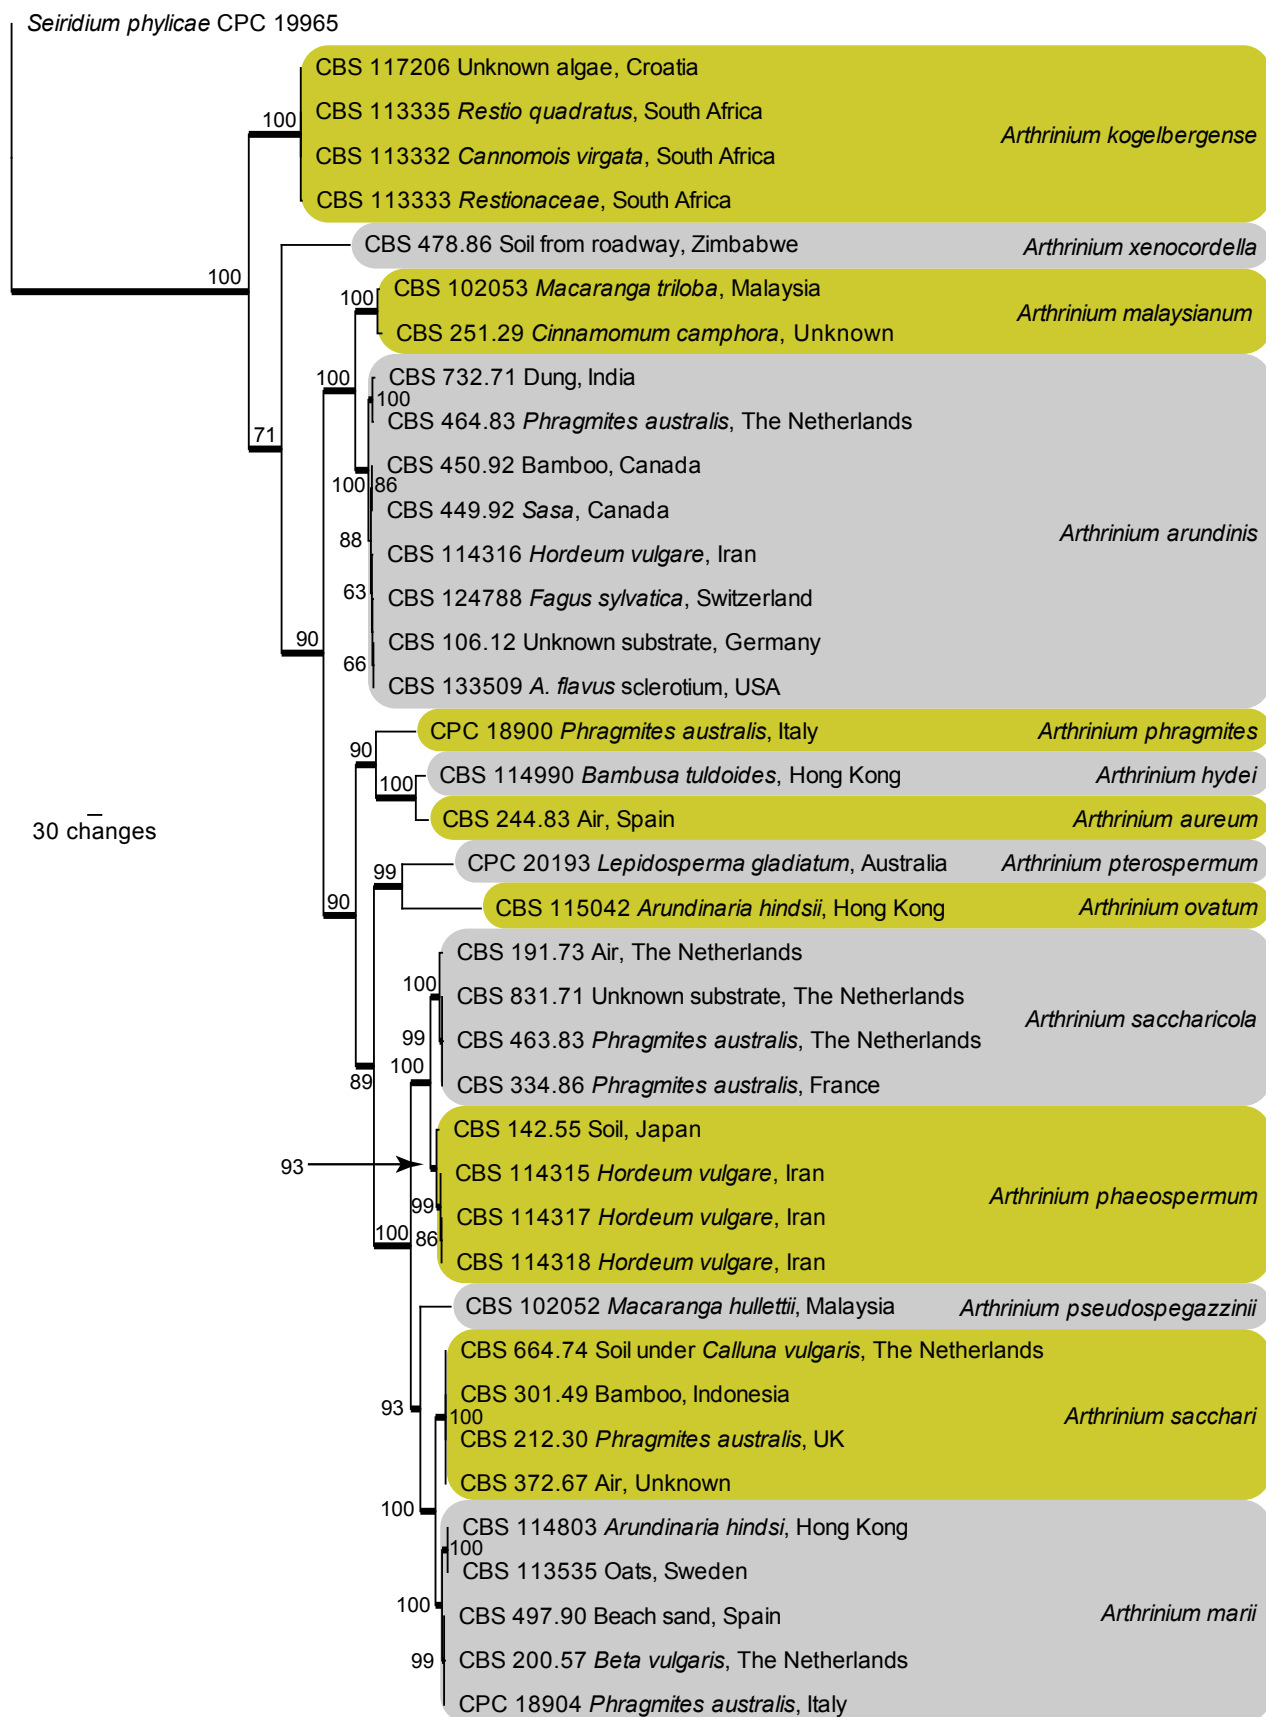 Seiridium phylicae CPC 19965
CBS 117206 Unknown algae, Croatia
CBS 113335 Restio quadratus, South Africa
100
Arthrinium kogelbergense
CBS 113332 Cannomois virgata, South Africa
CBS 113333 Restionaceae, South Africa
CBS 478.86 Soil from roadway, Zimbabwe
Arthrinium xenocordella
100
CBS 102053 Macaranga triloba, Malaysia
100
Arthrinium malaysianum
CBS 251.29 Cinnamomum camphora, Unknown
100
CBS 732.71 Dung, India
100
CBS 464.83 Phragmites australis, The Netherlands
71
CBS 450.92 Bamboo, Canada
100
86
CBS 449.92 Sasa, Canada
Arthrinium arundinis
88
CBS 114316 Hordeum vulgare, Iran
63
CBS 124788 Fagus sylvatica, Switzerland
90
CBS 106.12 Unknown substrate, Germany
66
CBS 133509 A. flavus sclerotium, USA
CPC 18900 Phragmites australis, Italy
Arthrinium phragmites
90
CBS 114990 Bambusa tuldoides, Hong Kong
Arthrinium hydei
100
CBS 244.83 Air, Spain
Arthrinium aureum
30 changes
CPC 20193 Lepidosperma gladiatum, Australia
Arthrinium pterospermum
99
90
CBS 115042 Arundinaria hindsii, Hong Kong
Arthrinium ovatum
CBS 191.73 Air, The Netherlands
100
CBS 831.71 Unknown substrate, The Netherlands
Arthrinium saccharicola
99
CBS 463.83 Phragmites australis, The Netherlands
100
89
CBS 334.86 Phragmites australis, France
CBS 142.55 Soil, Japan
93
CBS 114315 Hordeum vulgare, Iran
Arthrinium phaeospermum
99
CBS 114317 Hordeum vulgare, Iran
100
86
CBS 114318 Hordeum vulgare, Iran
CBS 102052 Macaranga hullettii, Malaysia
Arthrinium pseudospegazzinii
CBS 664.74 Soil under Calluna vulgaris, The Netherlands
CBS 301.49 Bamboo, Indonesia
93
100
Arthrinium sacchari
CBS 212.30 Phragmites australis, UK
CBS 372.67 Air, Unknown
100
CBS 114803 Arundinaria hindsi, Hong Kong
100
CBS 113535 Oats, Sweden
100
CBS 497.90 Beach sand, Spain
Arthrinium marii
99
CBS 200.57 Beta vulgaris, The Netherlands
CPC 18904 Phragmites australis, Italy